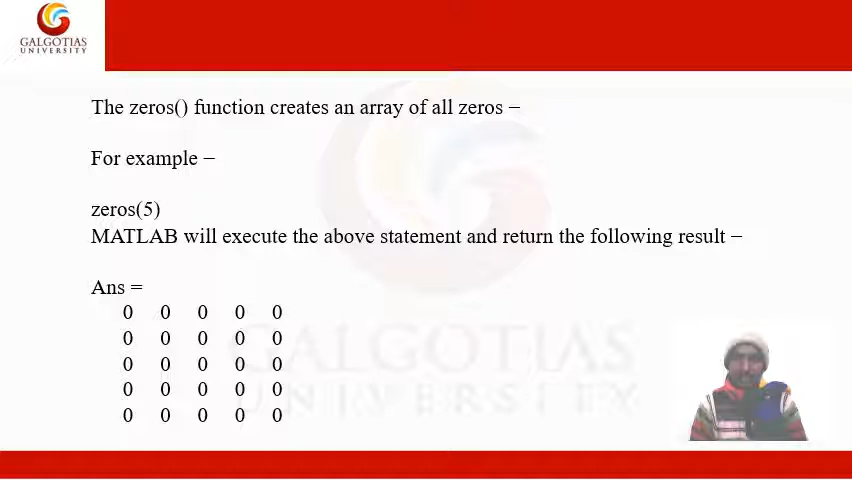 GALGOTIAS
UNIVERSITY
The zeros() function creates an array of all zeros −
For example −
zeros(5)
MATLAB will execute the above statement and return the following result −
Ans =
0 0 0 0 0
0 0 0 0 0
0 0 0 0 0
0 0 0 0 0
0 0 0 0 0
GALGOTIAS
UNIVERSITY